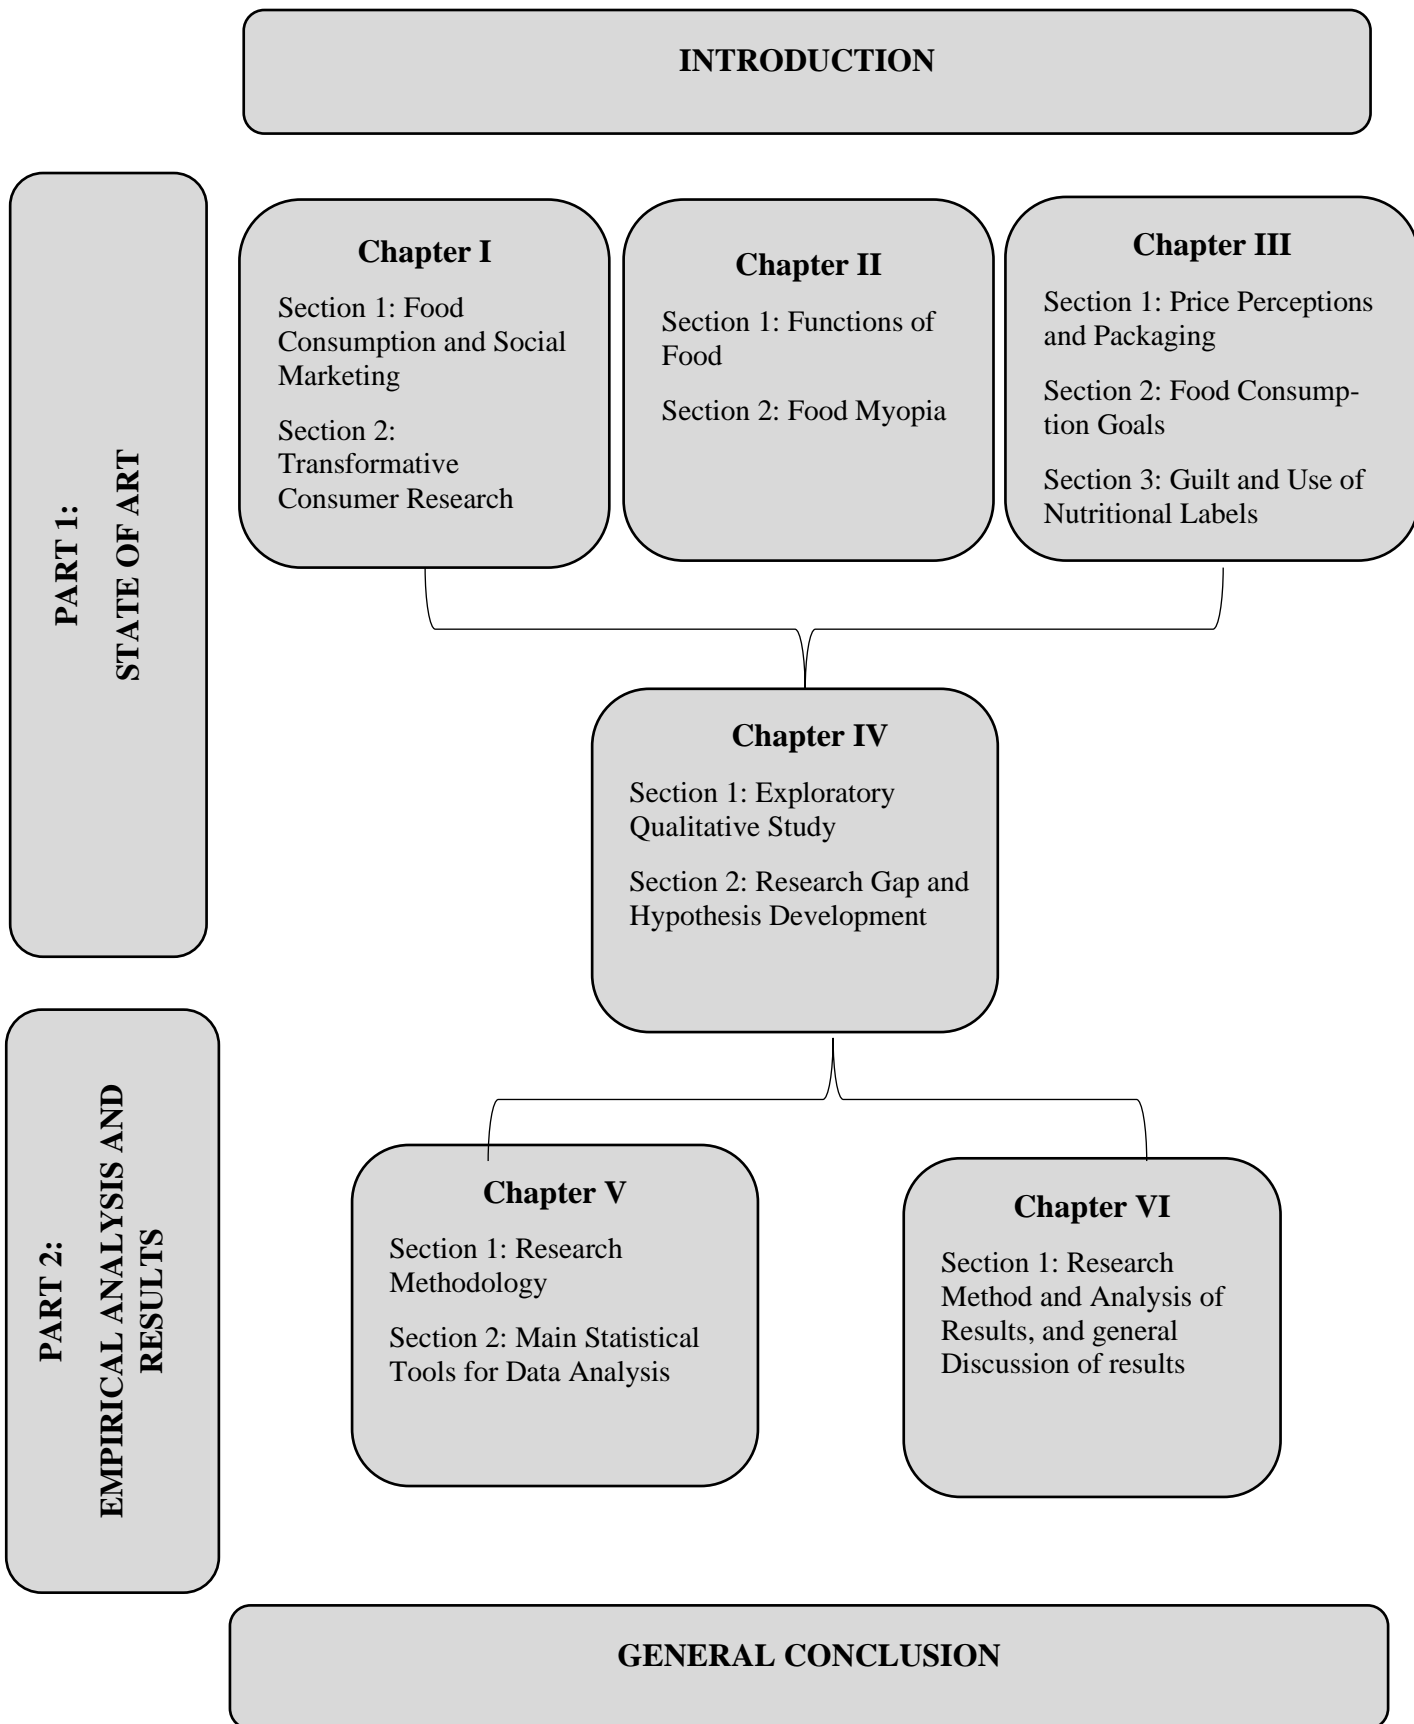 INTRODUCTION
PART 1:
STATE OF ART
Chapter I
Section 1: Food
Consumption and Social
Marketing
Section 2:
Transformative
Consumer Research
Chapter II
Section 1: Functions of
Food
Section 2: Food Myopia
Chapter III
Section 1: Price Perceptions
and Packaging
Section 2: Food Consump-
tion Goals
Section 3: Guilt and Use of
Nutritional Labels
Chapter IV
Section 1: Exploratory
Qualitative Study
Section 2: Research Gap and
Hypothesis Development
PART 2:
EMPIRICAL ANALYSIS AND
RESULTS
Chapter V
Section 1: Research
Methodology
Section 2: Main Statistical
Tools for Data Analysis
Chapter VI
Section 1: Research
Method and Analysis of
Results, and general
Discussion of results
GENERAL CONCLUSION